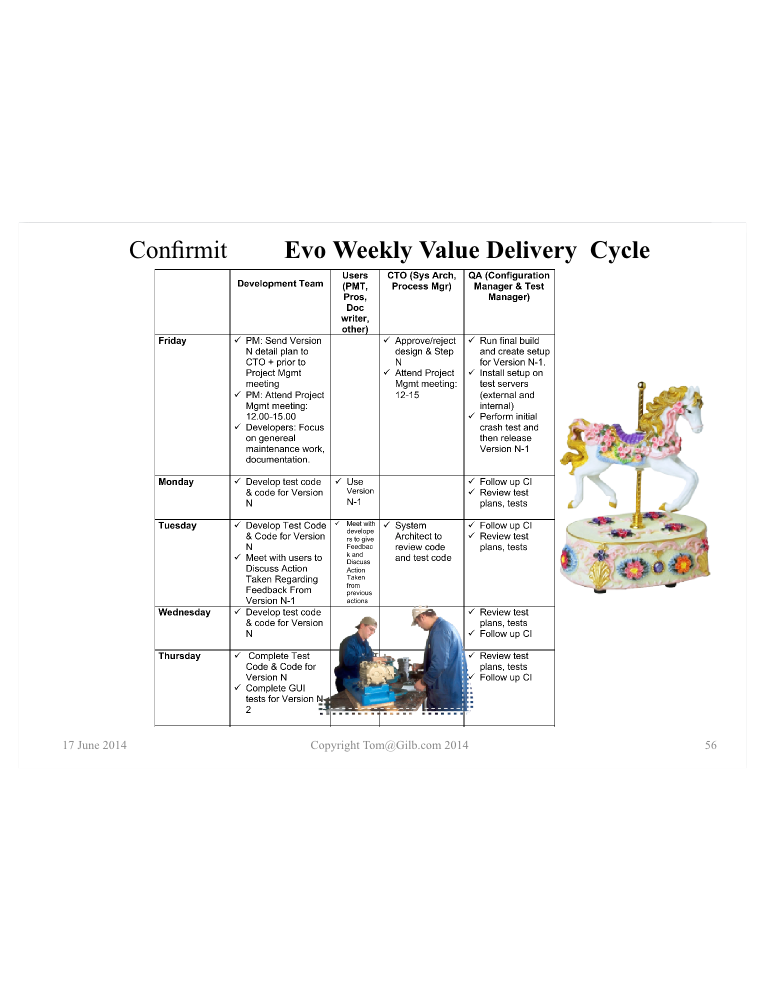 Confirmit Evo Weekly Value Delivery Cycle
Development Team
Users
(PMT,
Pros,
Doc
writer,
other)
CTO (Sys Arch,
Process Mgr)
QA (Configuration
Manager & Test
Manager)
Friday
✓ PM: Send Version
N detail plan to
CTO + prior to
Project Mgmt
meeting
✓ PM: Attend Project
Mgmt meeting:
12.00-15.00
✓ Developers: Focus
on genereal
maintenance work,
documentation.
✓ Approve/reject
design & Step
N
✓ Attend Project
Mgmt meeting:
12-15
✓ Run final build
and create setup
for Version N-1.
✓ Install setup on
test servers
(external and
internal)
✓ Perform initial
crash test and
then release
Version N-1
Monday
✓ Develop test code
& code for Version
N
✓ Use
Version
N-1
✓ Follow up CI
✓ Review test
plans, tests
Tuesday
✓ Develop Test Code
& Code for Version
N
✓ Meet with users to
Discuss Action
Taken Regarding
Feedback From
Version N-1
✓ Meet with
develope
rs to give
Feedbac
k and
Discuss
Action
Taken
from
previous
actions
✓ System
Architect to
review code
and test code
✓ Follow up CI
✓ Review test
plans, tests
Wednesday
✓ Develop test code
& code for Version
N
✓ Review test
plans, tests
✓ Follow up CI
Thursday
✓ Complete Test
Code & Code for
Version N
✓ Complete GUI
tests for Version N-
2
✓ Review test
plans, tests
✓ Follow up CI
17 June 2014
Copyright Tom@Gilb.com 2014
56